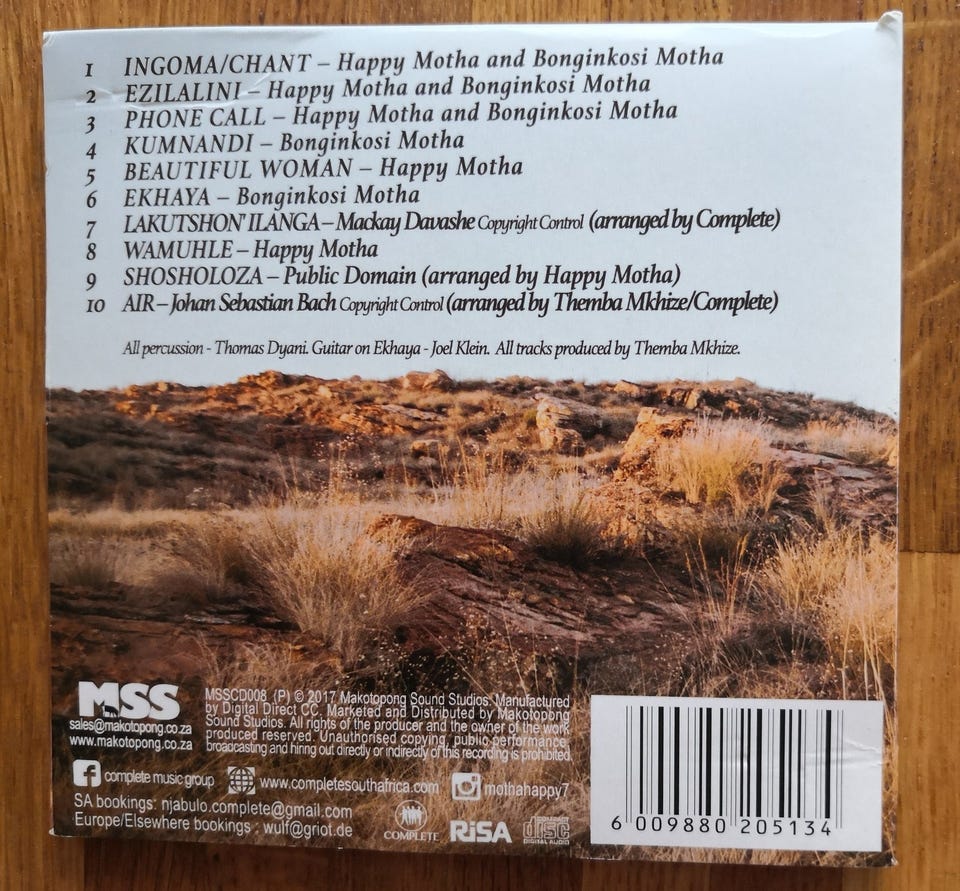 1 INGOMA/CHANT – Happy Motha and Bonginkosi Motha
2 EZILALINI – Happy Motha and Bonginkosi Motha
3 PHONE CALL – Happy Motha and Bonginkosi Motha
4 KUMNANDI – Bonginkosi Motha
5 BEAUTIFUL WOMAN – Happy Motha
6 EKHAYA – Bonginkosi Motha
7 LAKUTSHON' ILANGA – Mackay Davashe Copyright Control (arranged by Complete)
8 WAMUHLE – Happy Motha
9 SHOSHOLOZA – Public Domain (arranged by Happy Motha)
10 AIR – Johan Sebastian Bach Copyright Control (arranged by Themba Mkhize/Complete)
All percussion - Thomas Dyani. Guitar on Ekhaya - Joel Klein. All tracks produced by Themba Mkhize.
MSS
sales@makotopong.co.za
www.makotopong.co.za
MSSCD008 (P) © 2017 Makotopong Sound Studios. Manufactured
by Digital Direct CC. Marketed and Distributed by Makotopong
Sound Studios. All rights of the producer and the owner of the work
produced reserved. Unauthorised copying, public performance,
broadcasting and hiring out directly or indirectly of this recording is prohibited.
f complete music group www.completesouthafrica.com mothahappy7
SA bookings: njabulo.complete@gmail.com
Europe/Elsewhere bookings : wulf@griot.de
COMPLETE
RiSA
COMPACT
disc
DIGITAL AUDIO
6 009880 205134